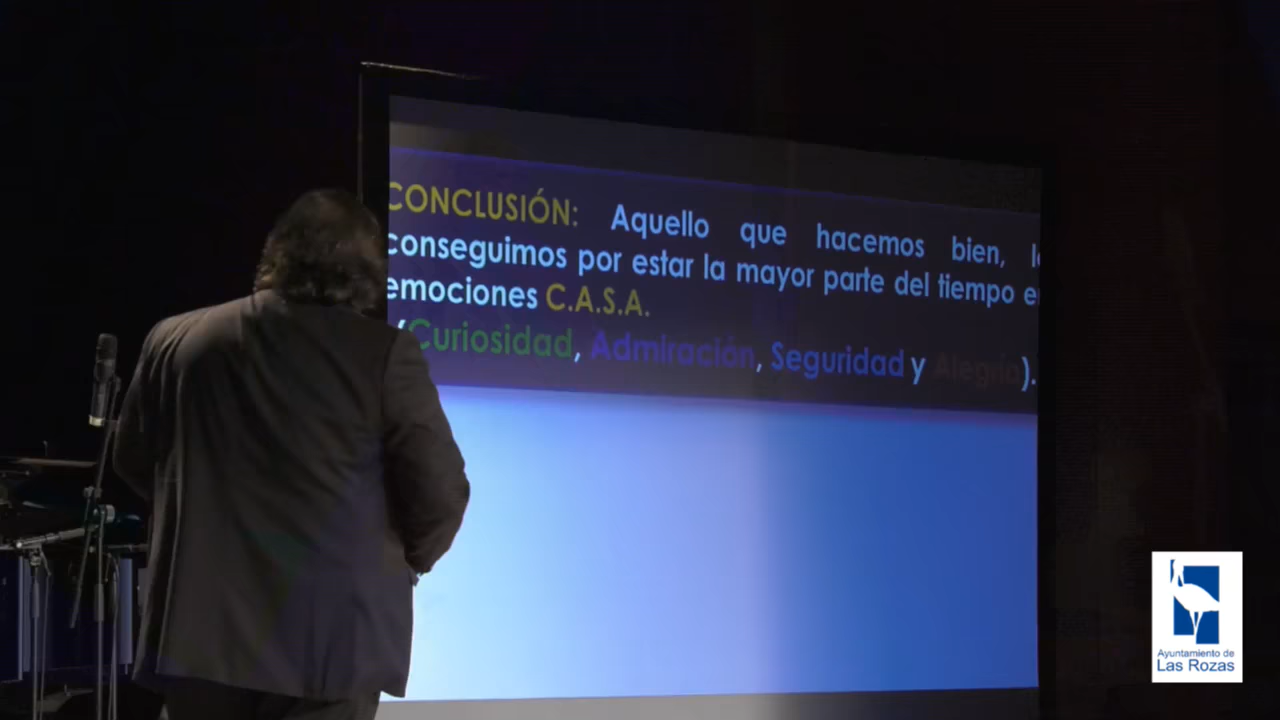 CONCLUSIÓN: Aquello que hacemos bien, l
conseguimos por estar la mayor parte del tiempo e
emociones C.A.S.A.
(Curiosidad, Admiración, Seguridad y Alegría).
Ayuntamiento de
Las Rozas